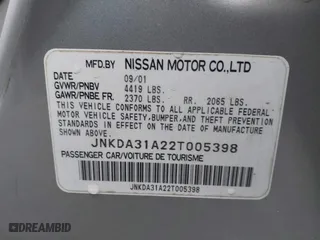 MFD.BY NISSAN MOTOR CO.,LTD
DATE 09/01
GVWR/PNBV 4419 LBS.
GAWR/PNBE FR. 2370 LBS. RR. 2065 LBS.
THIS VEHICLE CONFORMS TO ALL APPLICABLE FEDERAL
MOTOR VEHICLE SAFETY,BUMPER,AND THEFT PREVENTION
STANDARDS IN EFFECT ON THE DATE OF MANUFACTURE
SHOWN ABOVE.
JNKDA31A22T005398
PASSENGER CAR/VOITURE DE TOURISME
JNKDA31A22T005398
DREAMBID